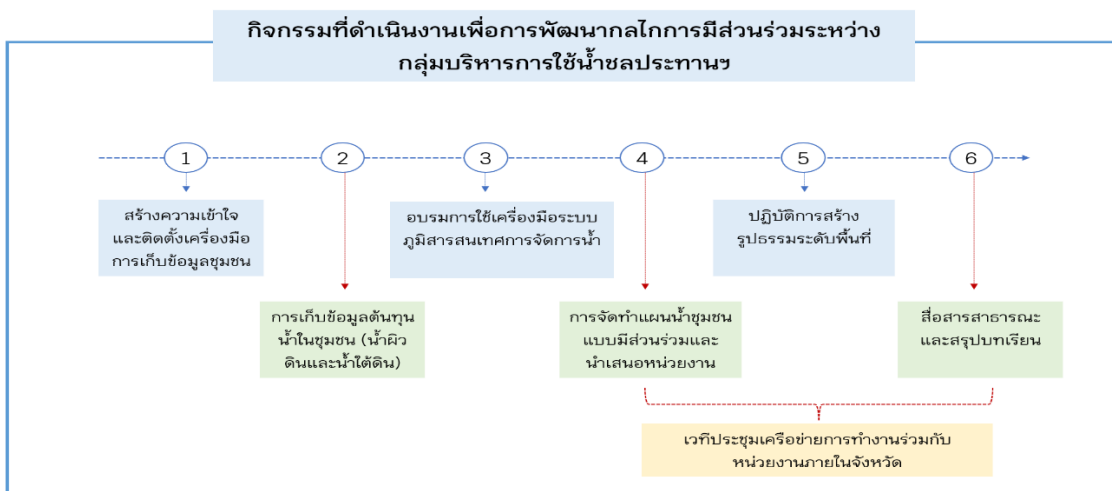 กิจกรรมที่ดำเนินงานเพื่อการพัฒนากลไกการมีส่วนร่วมระหว่าง
กลุ่มบริหารการใช้น้ำชลประทานฯ
1
2
3
4
5
6
สร้างความเข้าใจ
และติดตั้งเครื่องมือ
การเก็บข้อมูลชุมชน
อบรมการใช้เครื่องมือระบบ
ภูมิสารสนเทศการจัดการน้ำ
ปฏิบัติการสร้าง
รูปธรรมระดับพื้นที่
การเก็บข้อมูลต้นทุน
น้ำในชุมชน (น้ำผิว
ดินและน้ำใต้ดิน)
การจัดทำแผนน้ำชุมชน
แบบมีส่วนร่วมและ
นำเสนอหน่วยงาน
สื่อสารสาธารณะ
และสรุปบทเรียน
เวทีประชุมเครือข่ายการทำงานร่วมกับ
หน่วยงานภายในจังหวัด